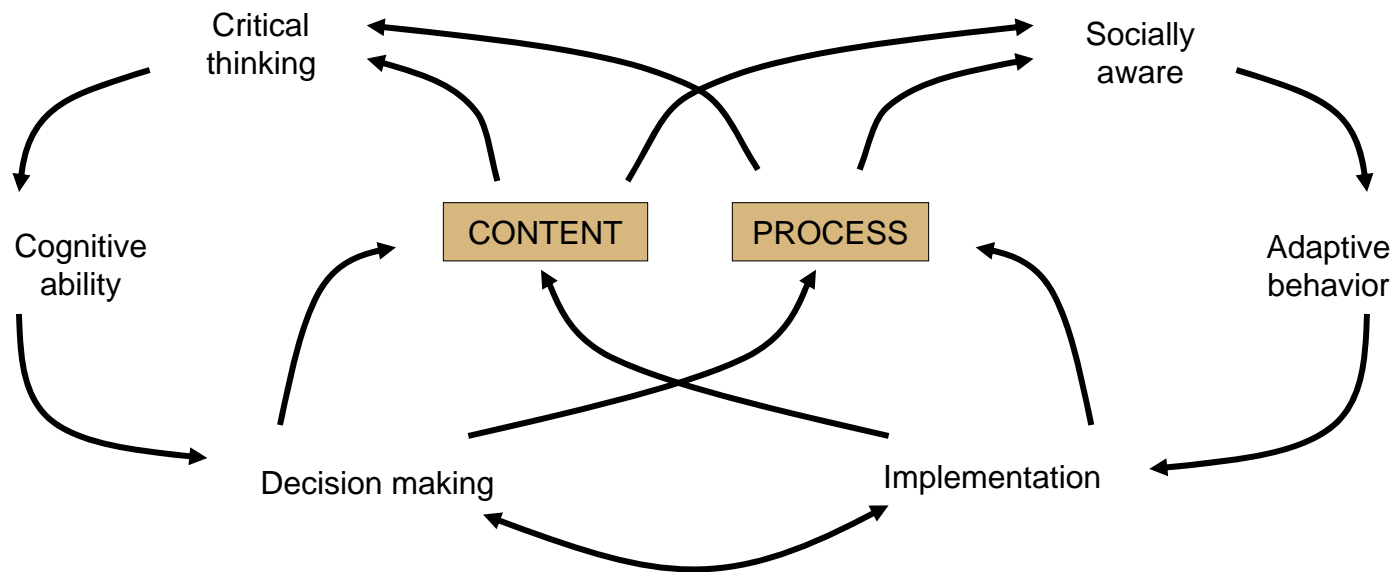 Critical
thinking
Socially
aware
CONTENT
PROCESS
Cognitive
ability
Adaptive
behavior
Decision making
Implementation